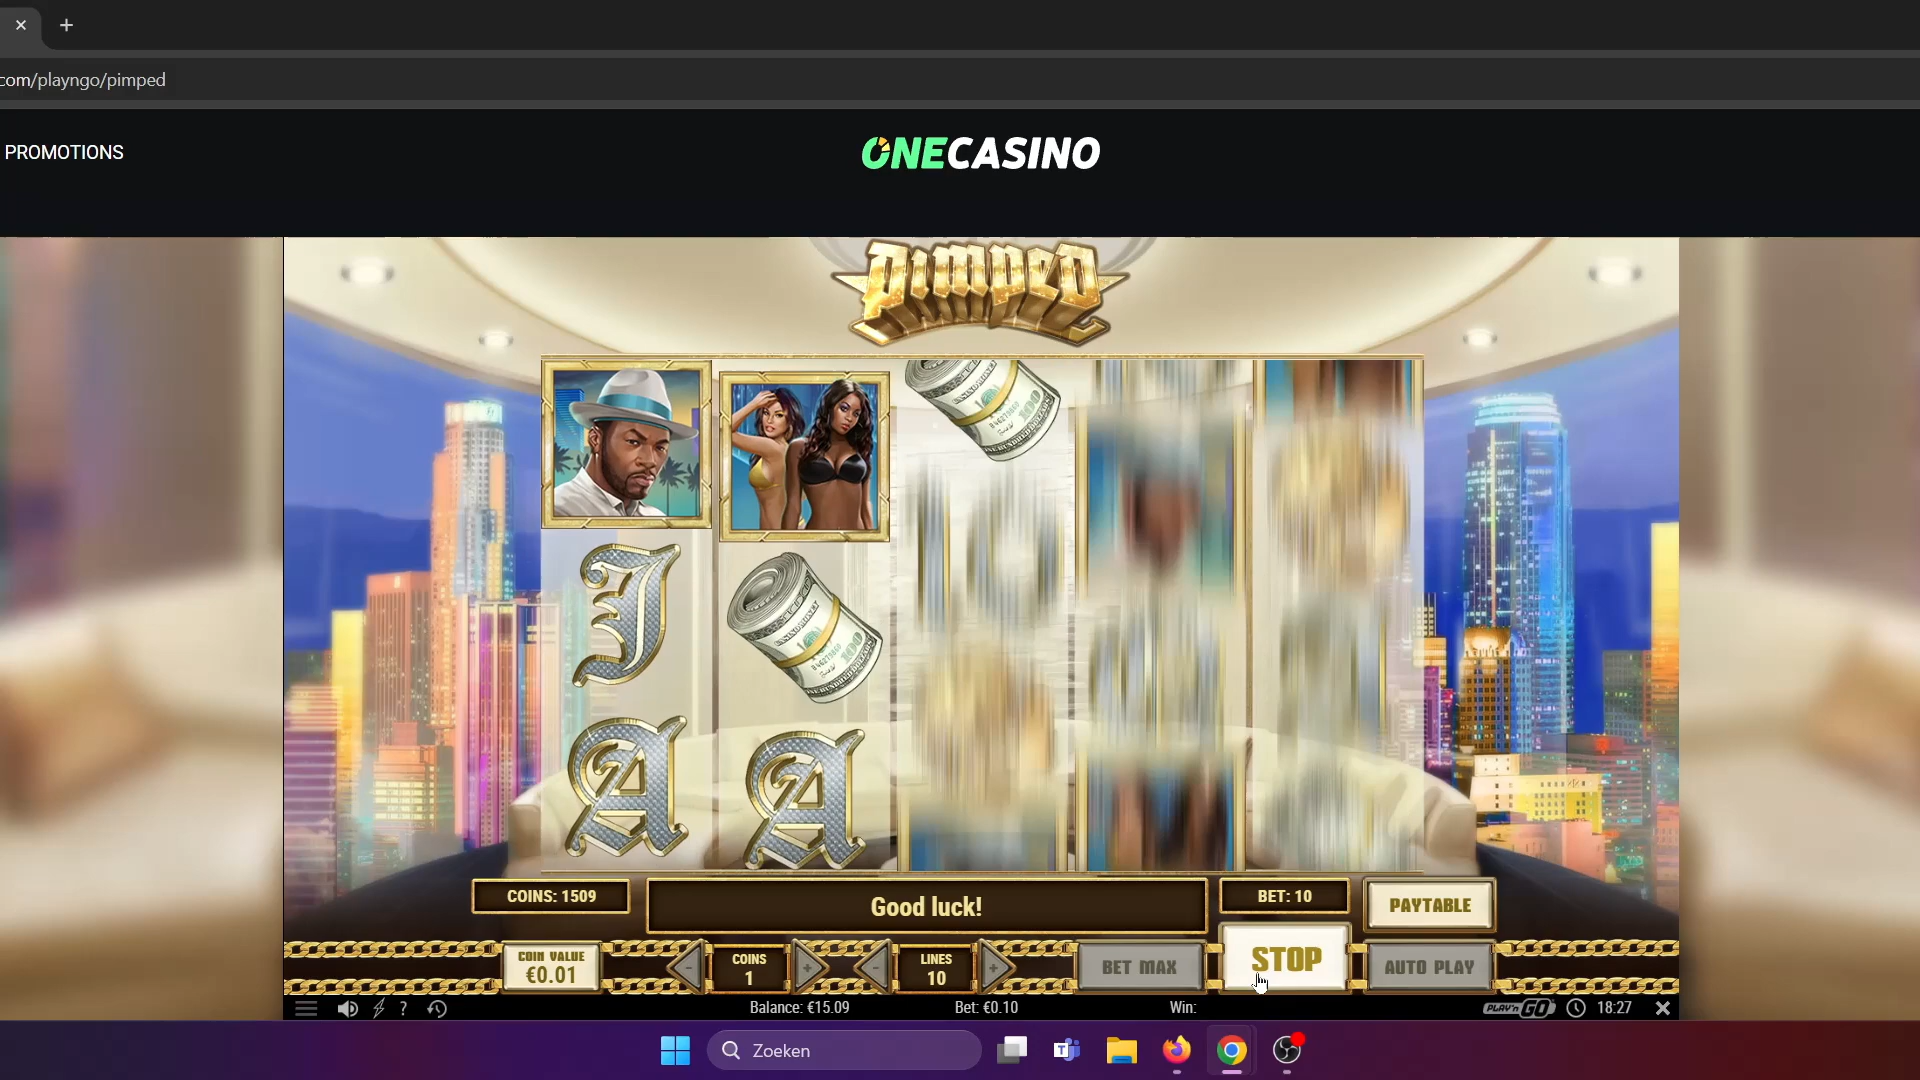 com/playngo/pimped
PROMOTIONS
ONECASINO
PIMPED
J
A
A
COINS: 1509
Good luck!
BET: 10
PAYTABLE
COIN VALUE
€0.01
-
COINS
1
+
-
LINES
10
+
BET MAX
STOP
AUTO PLAY
?
Balance: €15.09
Bet: €0.10
Win:
PLAY'n GO
18:27
Zoeken